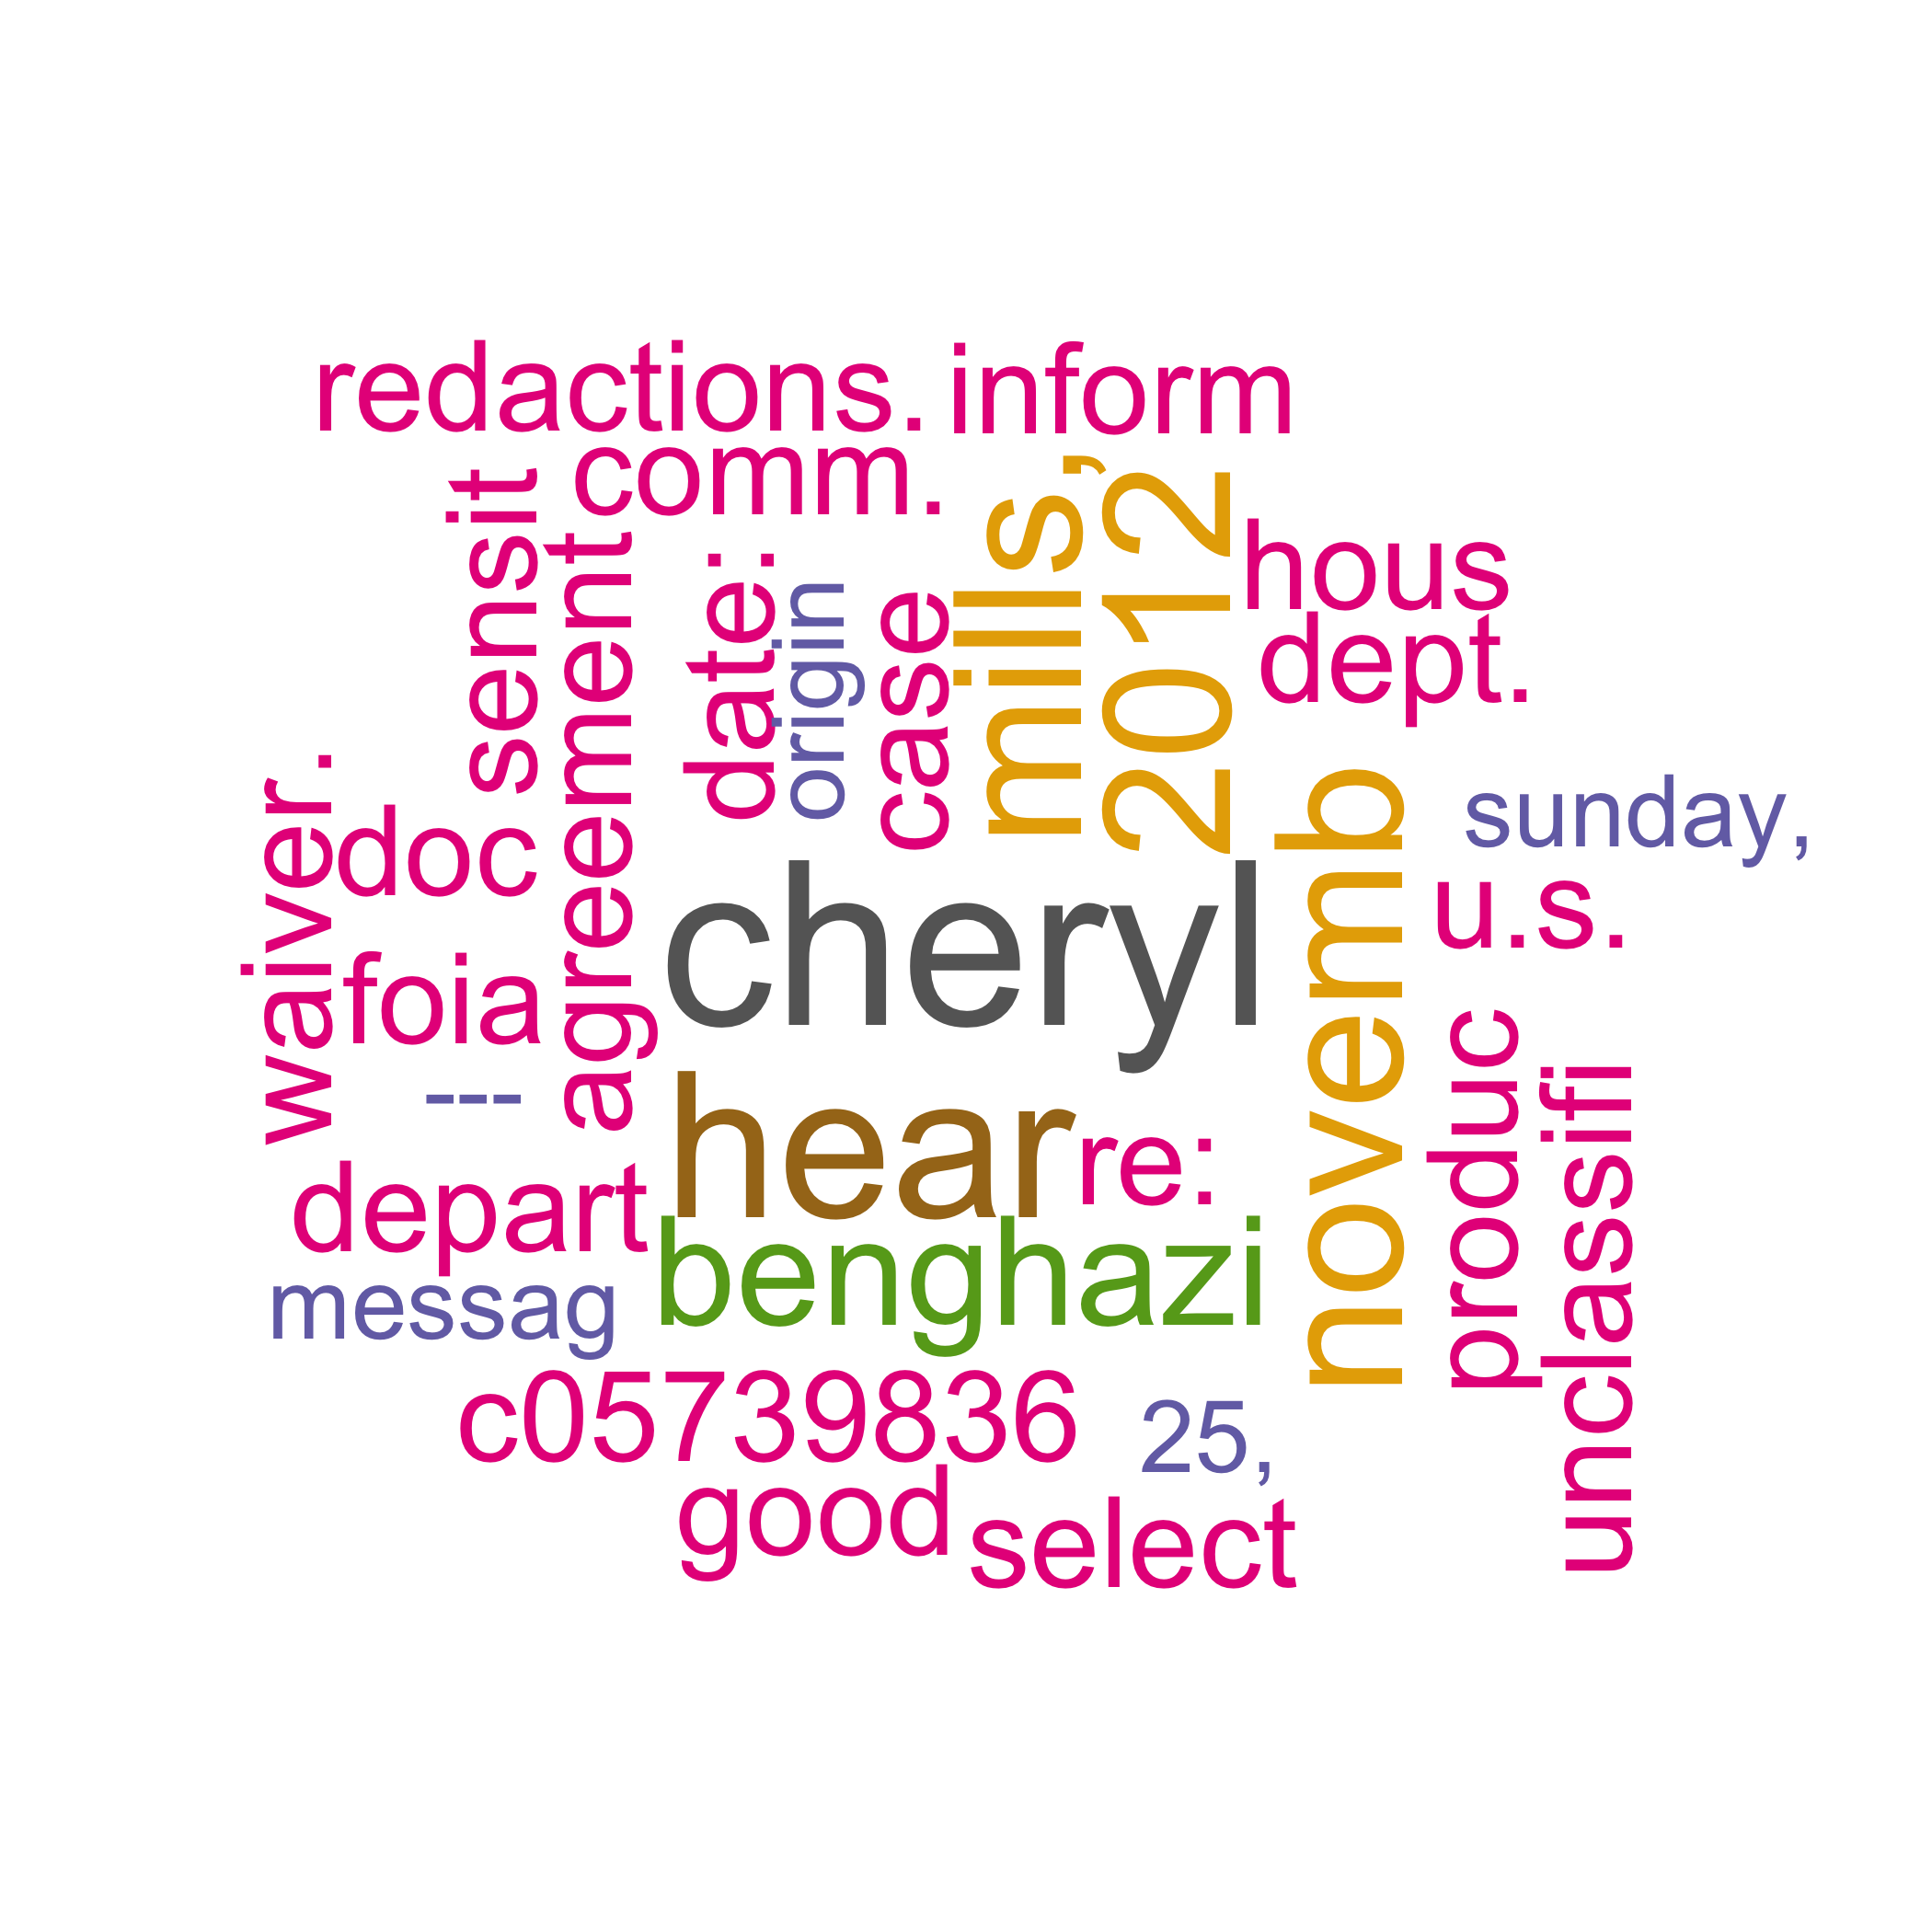 redactions.
inform
comm.
sensit
agreement
date:
origin
case
mills,
2012
hous
dept.
waiver.
doc
foia
---
cheryl
sunday,
u.s.
novemb
hear
re:
produc
unclassifi
depart
benghazi
messag
c05739836
25,
good
select